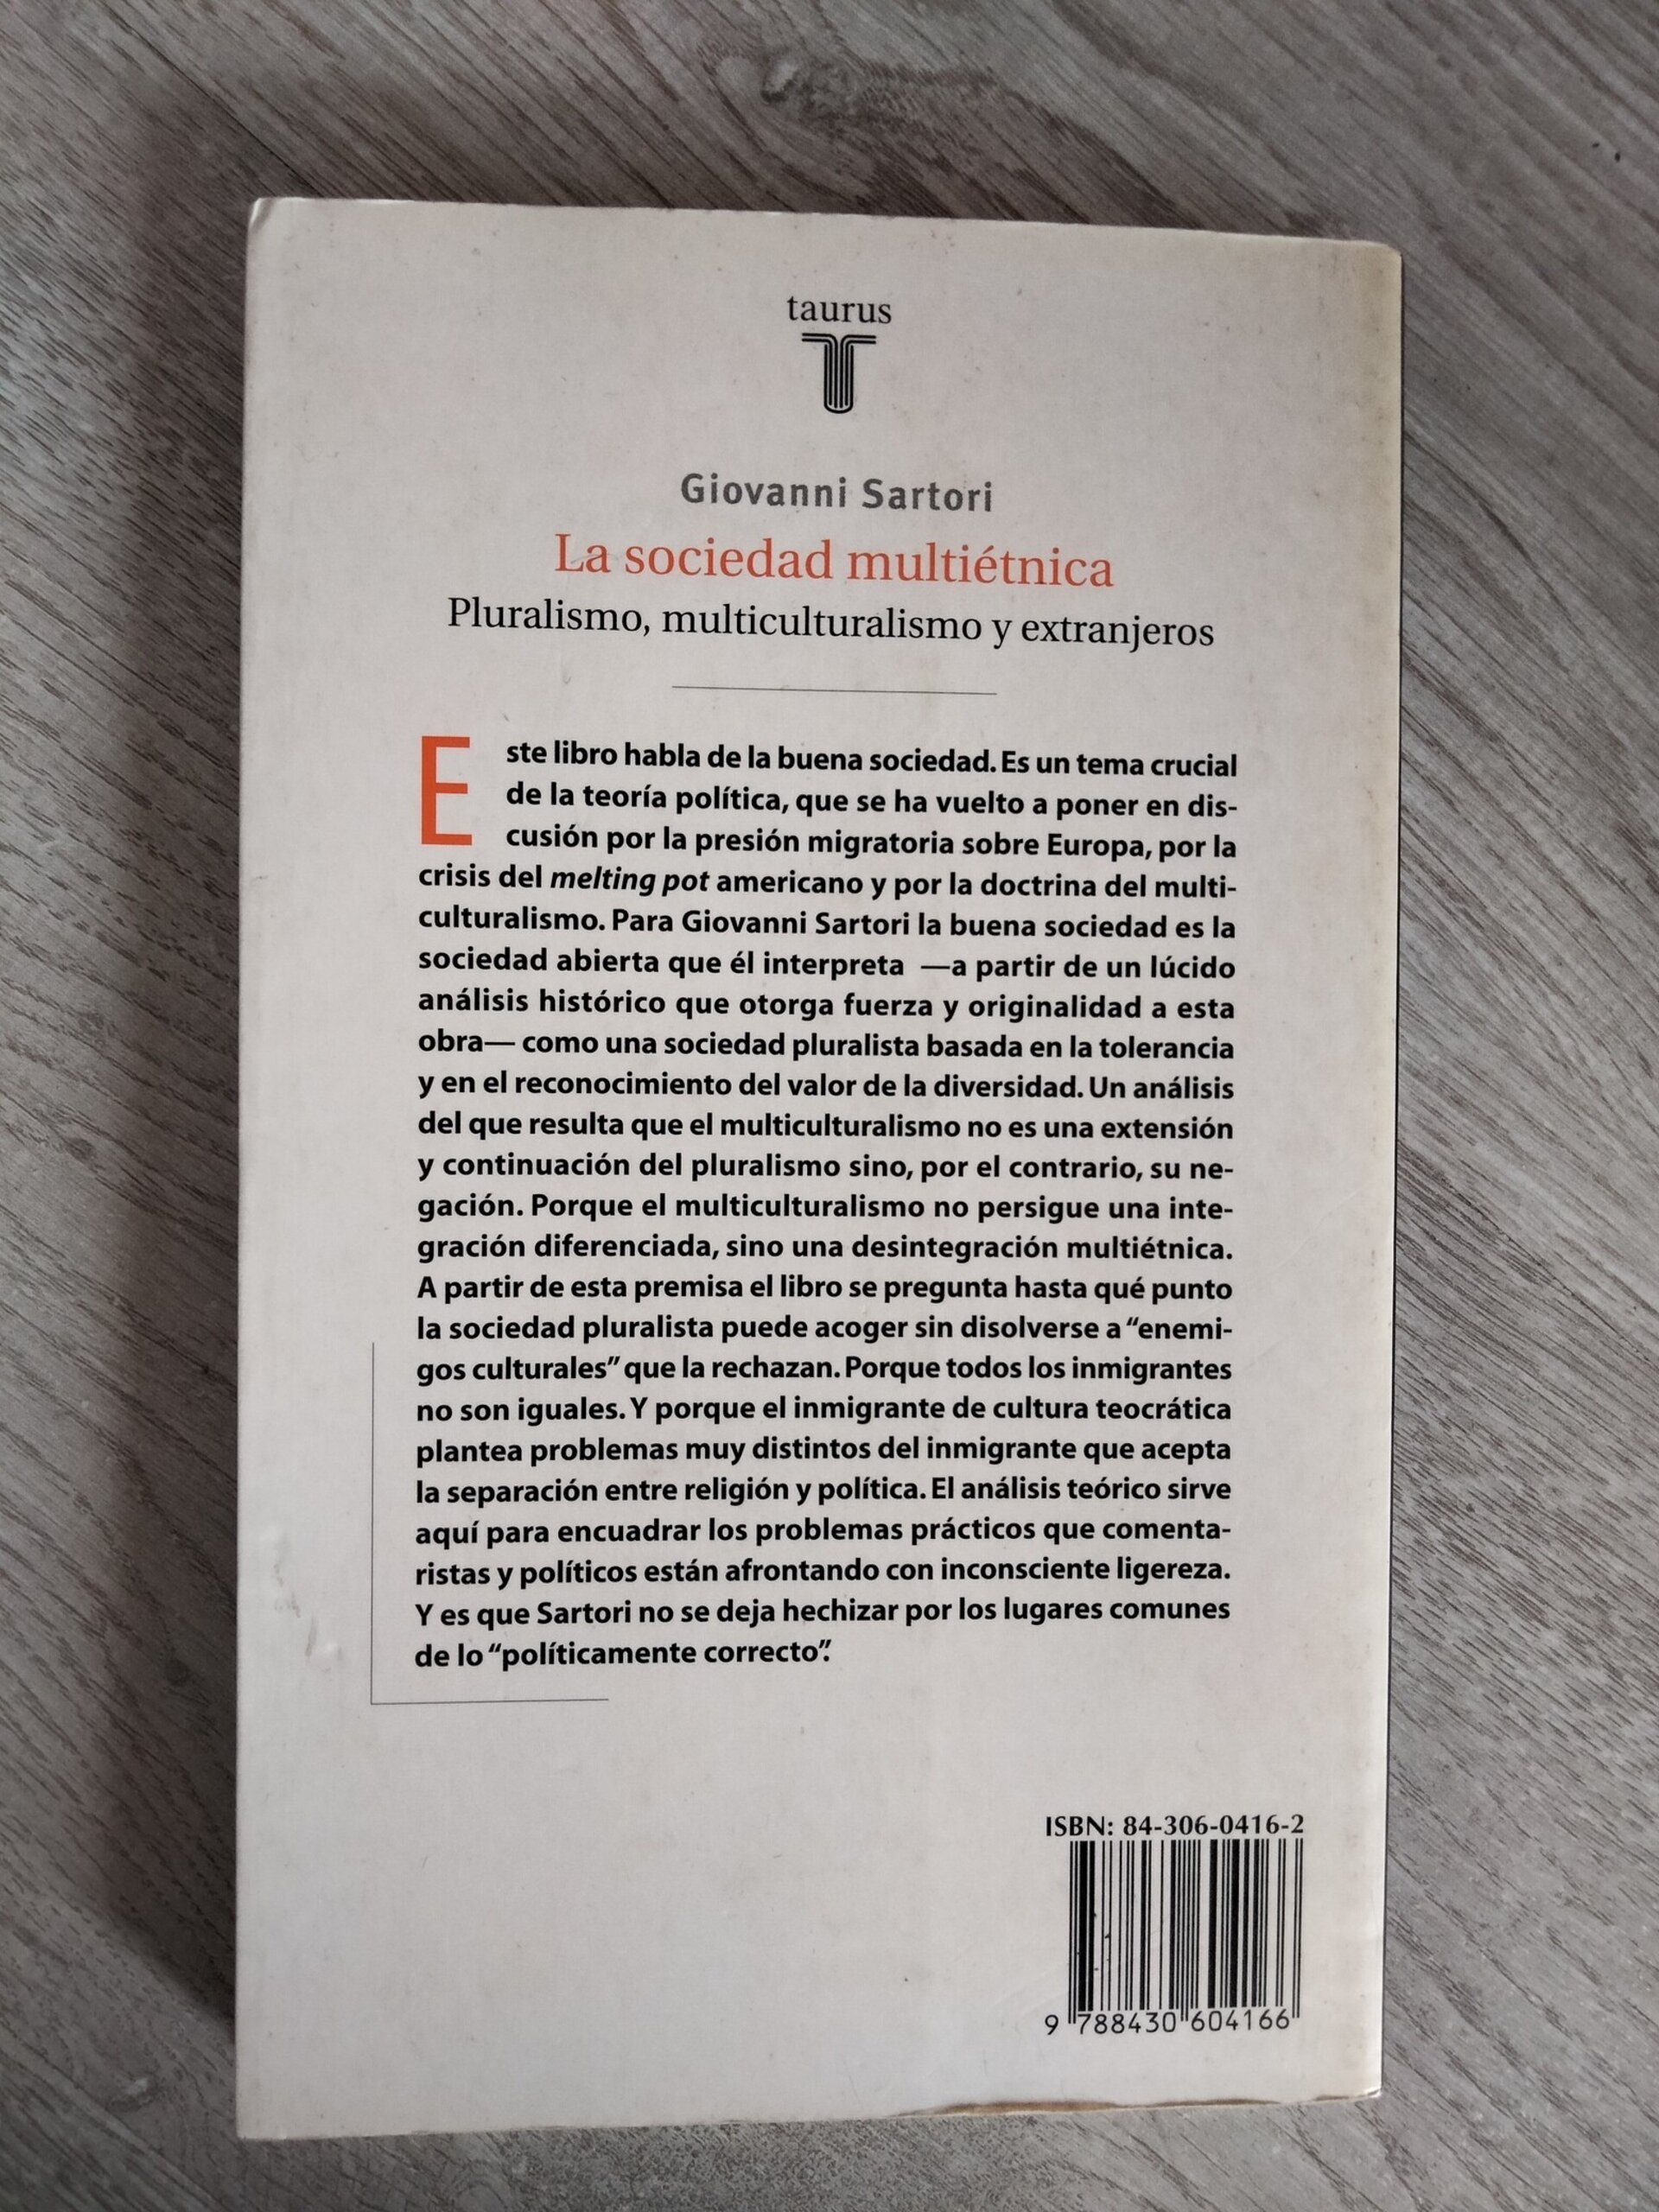 taurus
Giovanni Sartori
La sociedad multiétnica
Pluralismo, multiculturalismo y extranjeros
Este libro habla de la buena sociedad. Es un tema crucial
de la teoría política, que se ha vuelto a poner en dis-
cusión por la presión migratoria sobre Europa, por la
crisis del melting pot americano y por la doctrina del multi-
culturalismo. Para Giovanni Sartori la buena sociedad es la
sociedad abierta que él interpreta —a partir de un lúcido
análisis histórico que otorga fuerza y originalidad a esta
obra— como una sociedad pluralista basada en la tolerancia
y en el reconocimiento del valor de la diversidad. Un análisis
del que resulta que el multiculturalismo no es una extensión
y continuación del pluralismo sino, por el contrario, su ne-
gación. Porque el multiculturalismo no persigue una inte-
gración diferenciada, sino una desintegración multiétnica.
A partir de esta premisa el libro se pregunta hasta qué punto
la sociedad pluralista puede acoger sin disolverse a “enemi-
gos culturales” que la rechazan. Porque todos los inmigrantes
no son iguales. Y porque el inmigrante de cultura teocrática
plantea problemas muy distintos del inmigrante que acepta
la separación entre religión y política. El análisis teórico sirve
aquí para encuadrar los problemas prácticos que comenta-
ristas y políticos están afrontando con inconsciente ligereza.
Y es que Sartori no se deja hechizar por los lugares comunes
de lo “políticamente correcto”.
ISBN: 84-306-0416-2
9 788430 604166